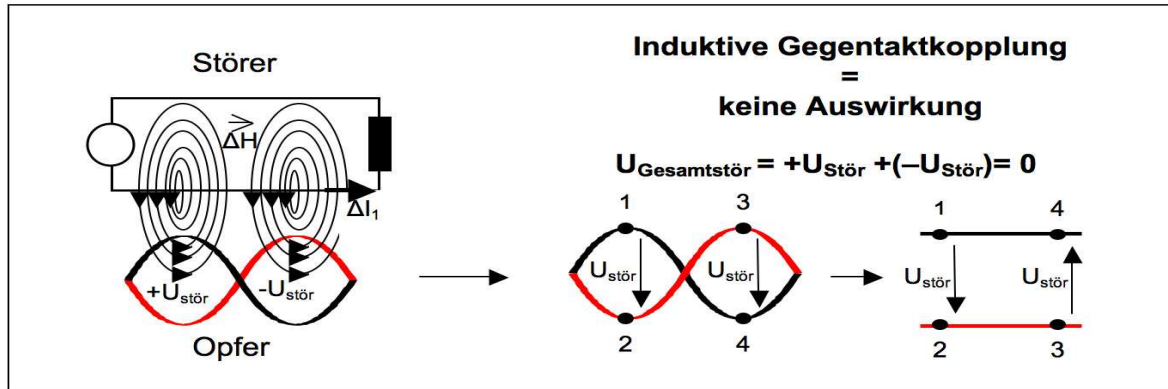 Störer
ΔH
ΔI1
+Ustör
-Ustör
Opfer
Induktive Gegentaktkopplung
=
keine Auswirkung
UGesamtstör = +UStör +(–UStör)= 0
1 3
Ustör Ustör
2 4
1 4
Ustör Ustör
2 3